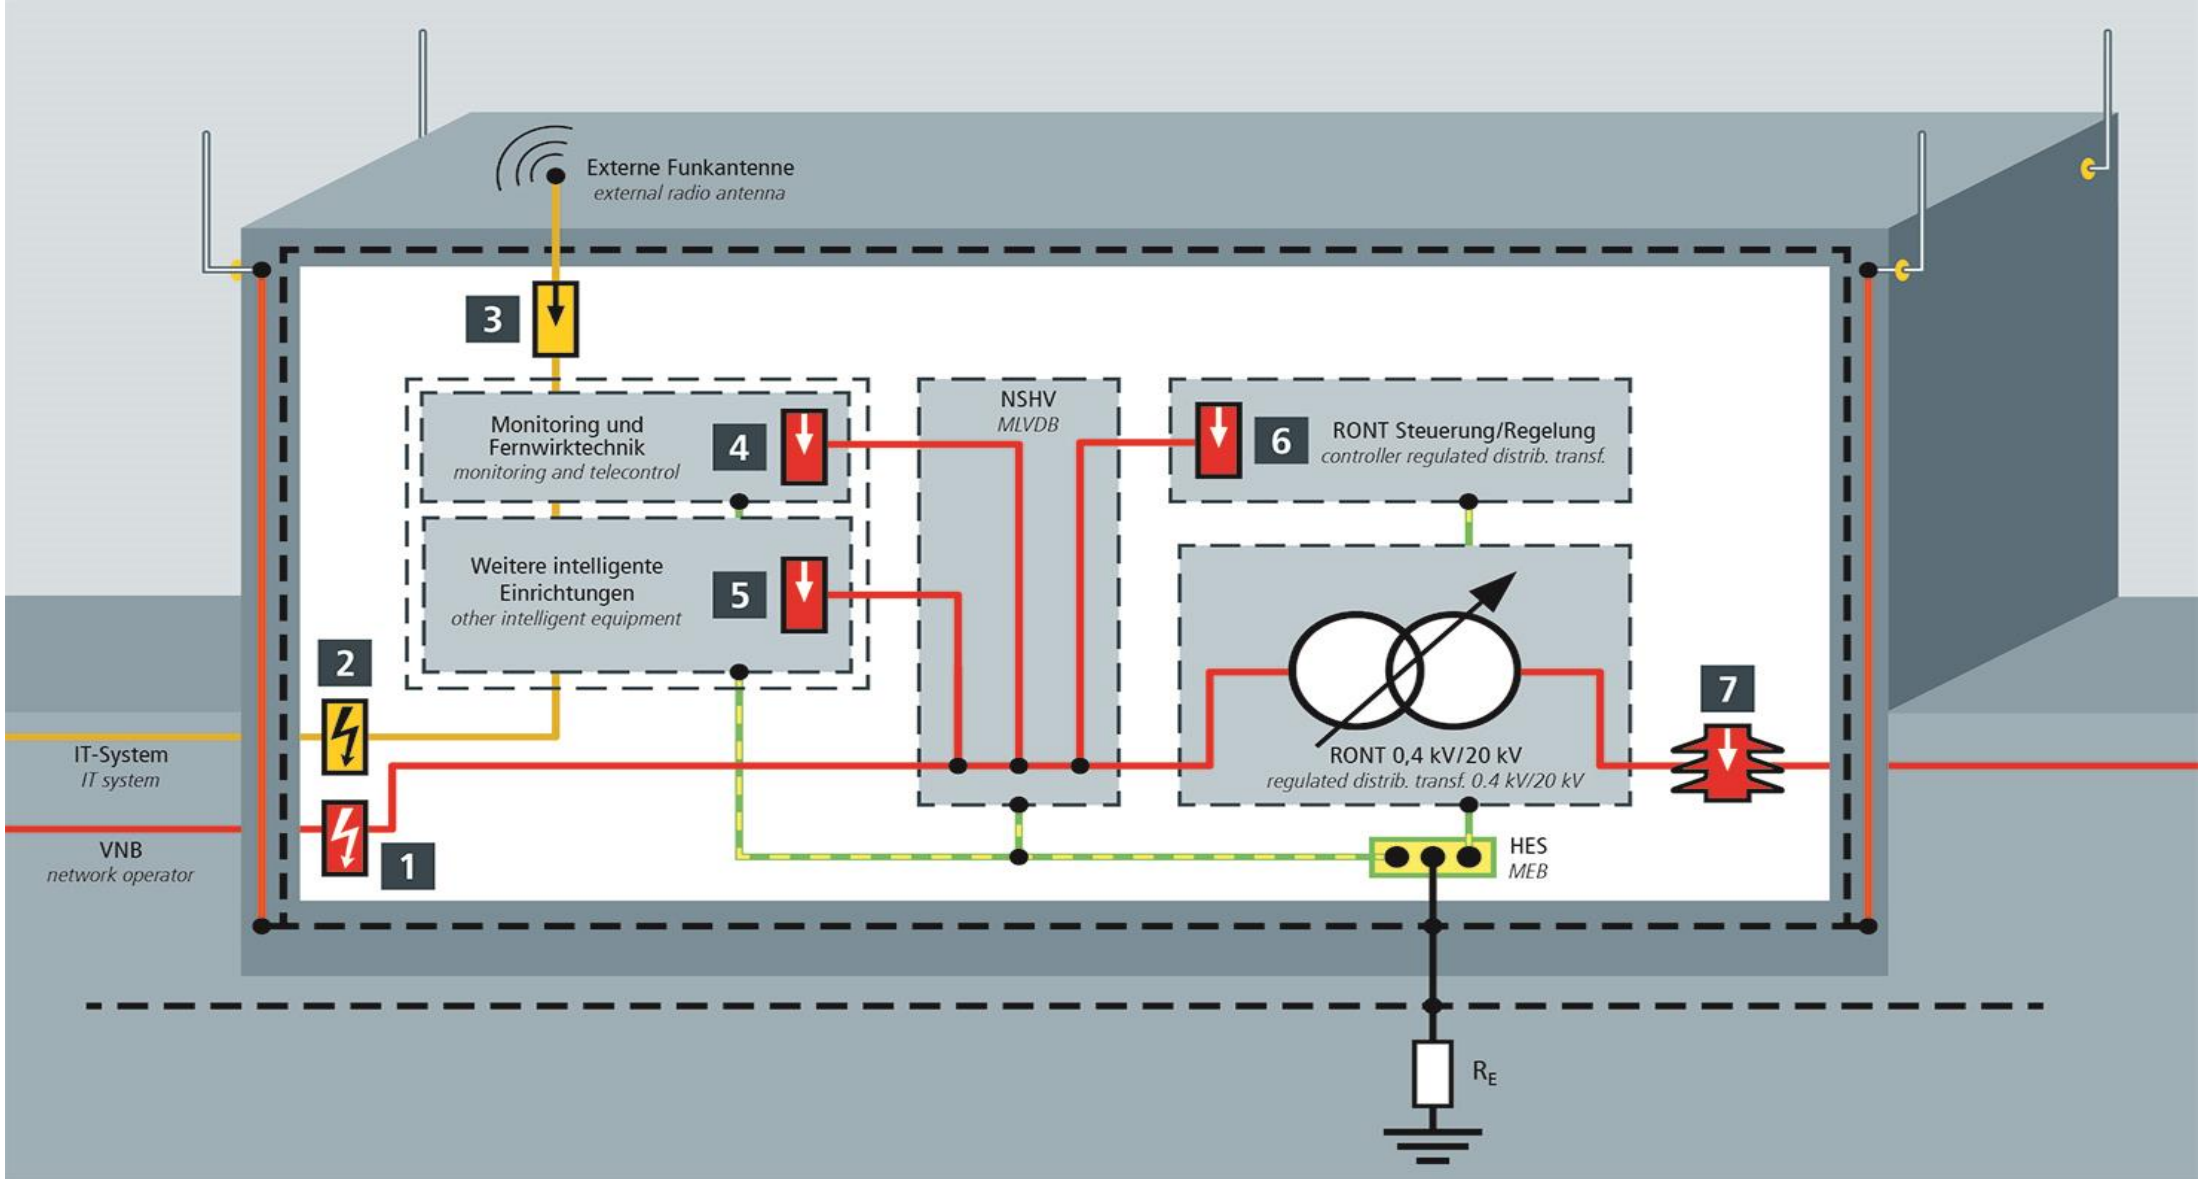 Externe Funkantenne
external radio antenna
3
Monitoring und
Fernwirktechnik
monitoring and telecontrol
4
NSHV
MLVDB
6
RONT Steuerung/Regelung
controller regulated distrib. transf.
Weitere intelligente
Einrichtungen
other intelligent equipment
5
2
7
IT-System
IT system
RONT 0,4 kV/20 kV
regulated distrib. transf. 0.4 kV/20 kV
VNB
network operator
1
HES
MEB
RE